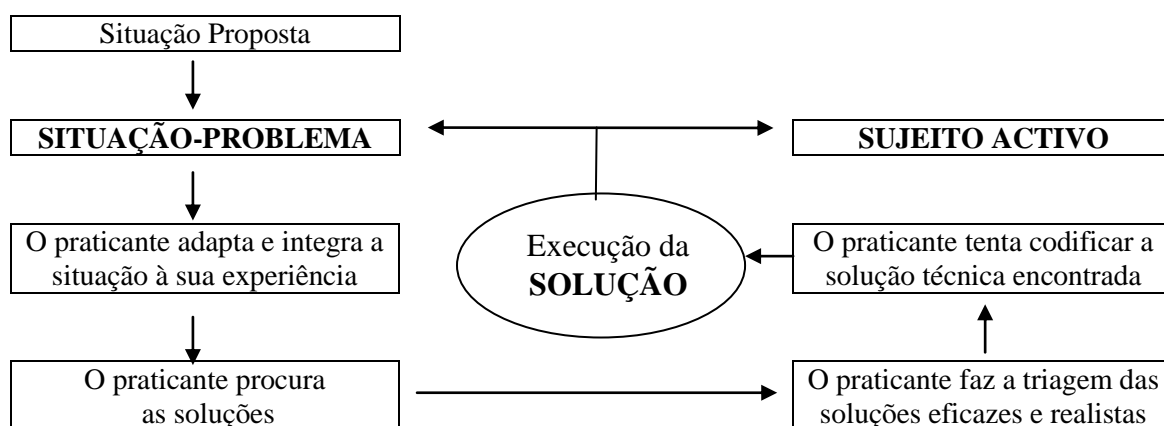 Situação Proposta
SITUAÇÃO-PROBLEMA
SUJEITO ACTIVO
O praticante adapta e integra a
situação à sua experiência
Execução da
SOLUÇÃO
O praticante tenta codificar a
solução técnica encontrada
O praticante procura
as soluções
O praticante faz a triagem das
soluções eficazes e realistas